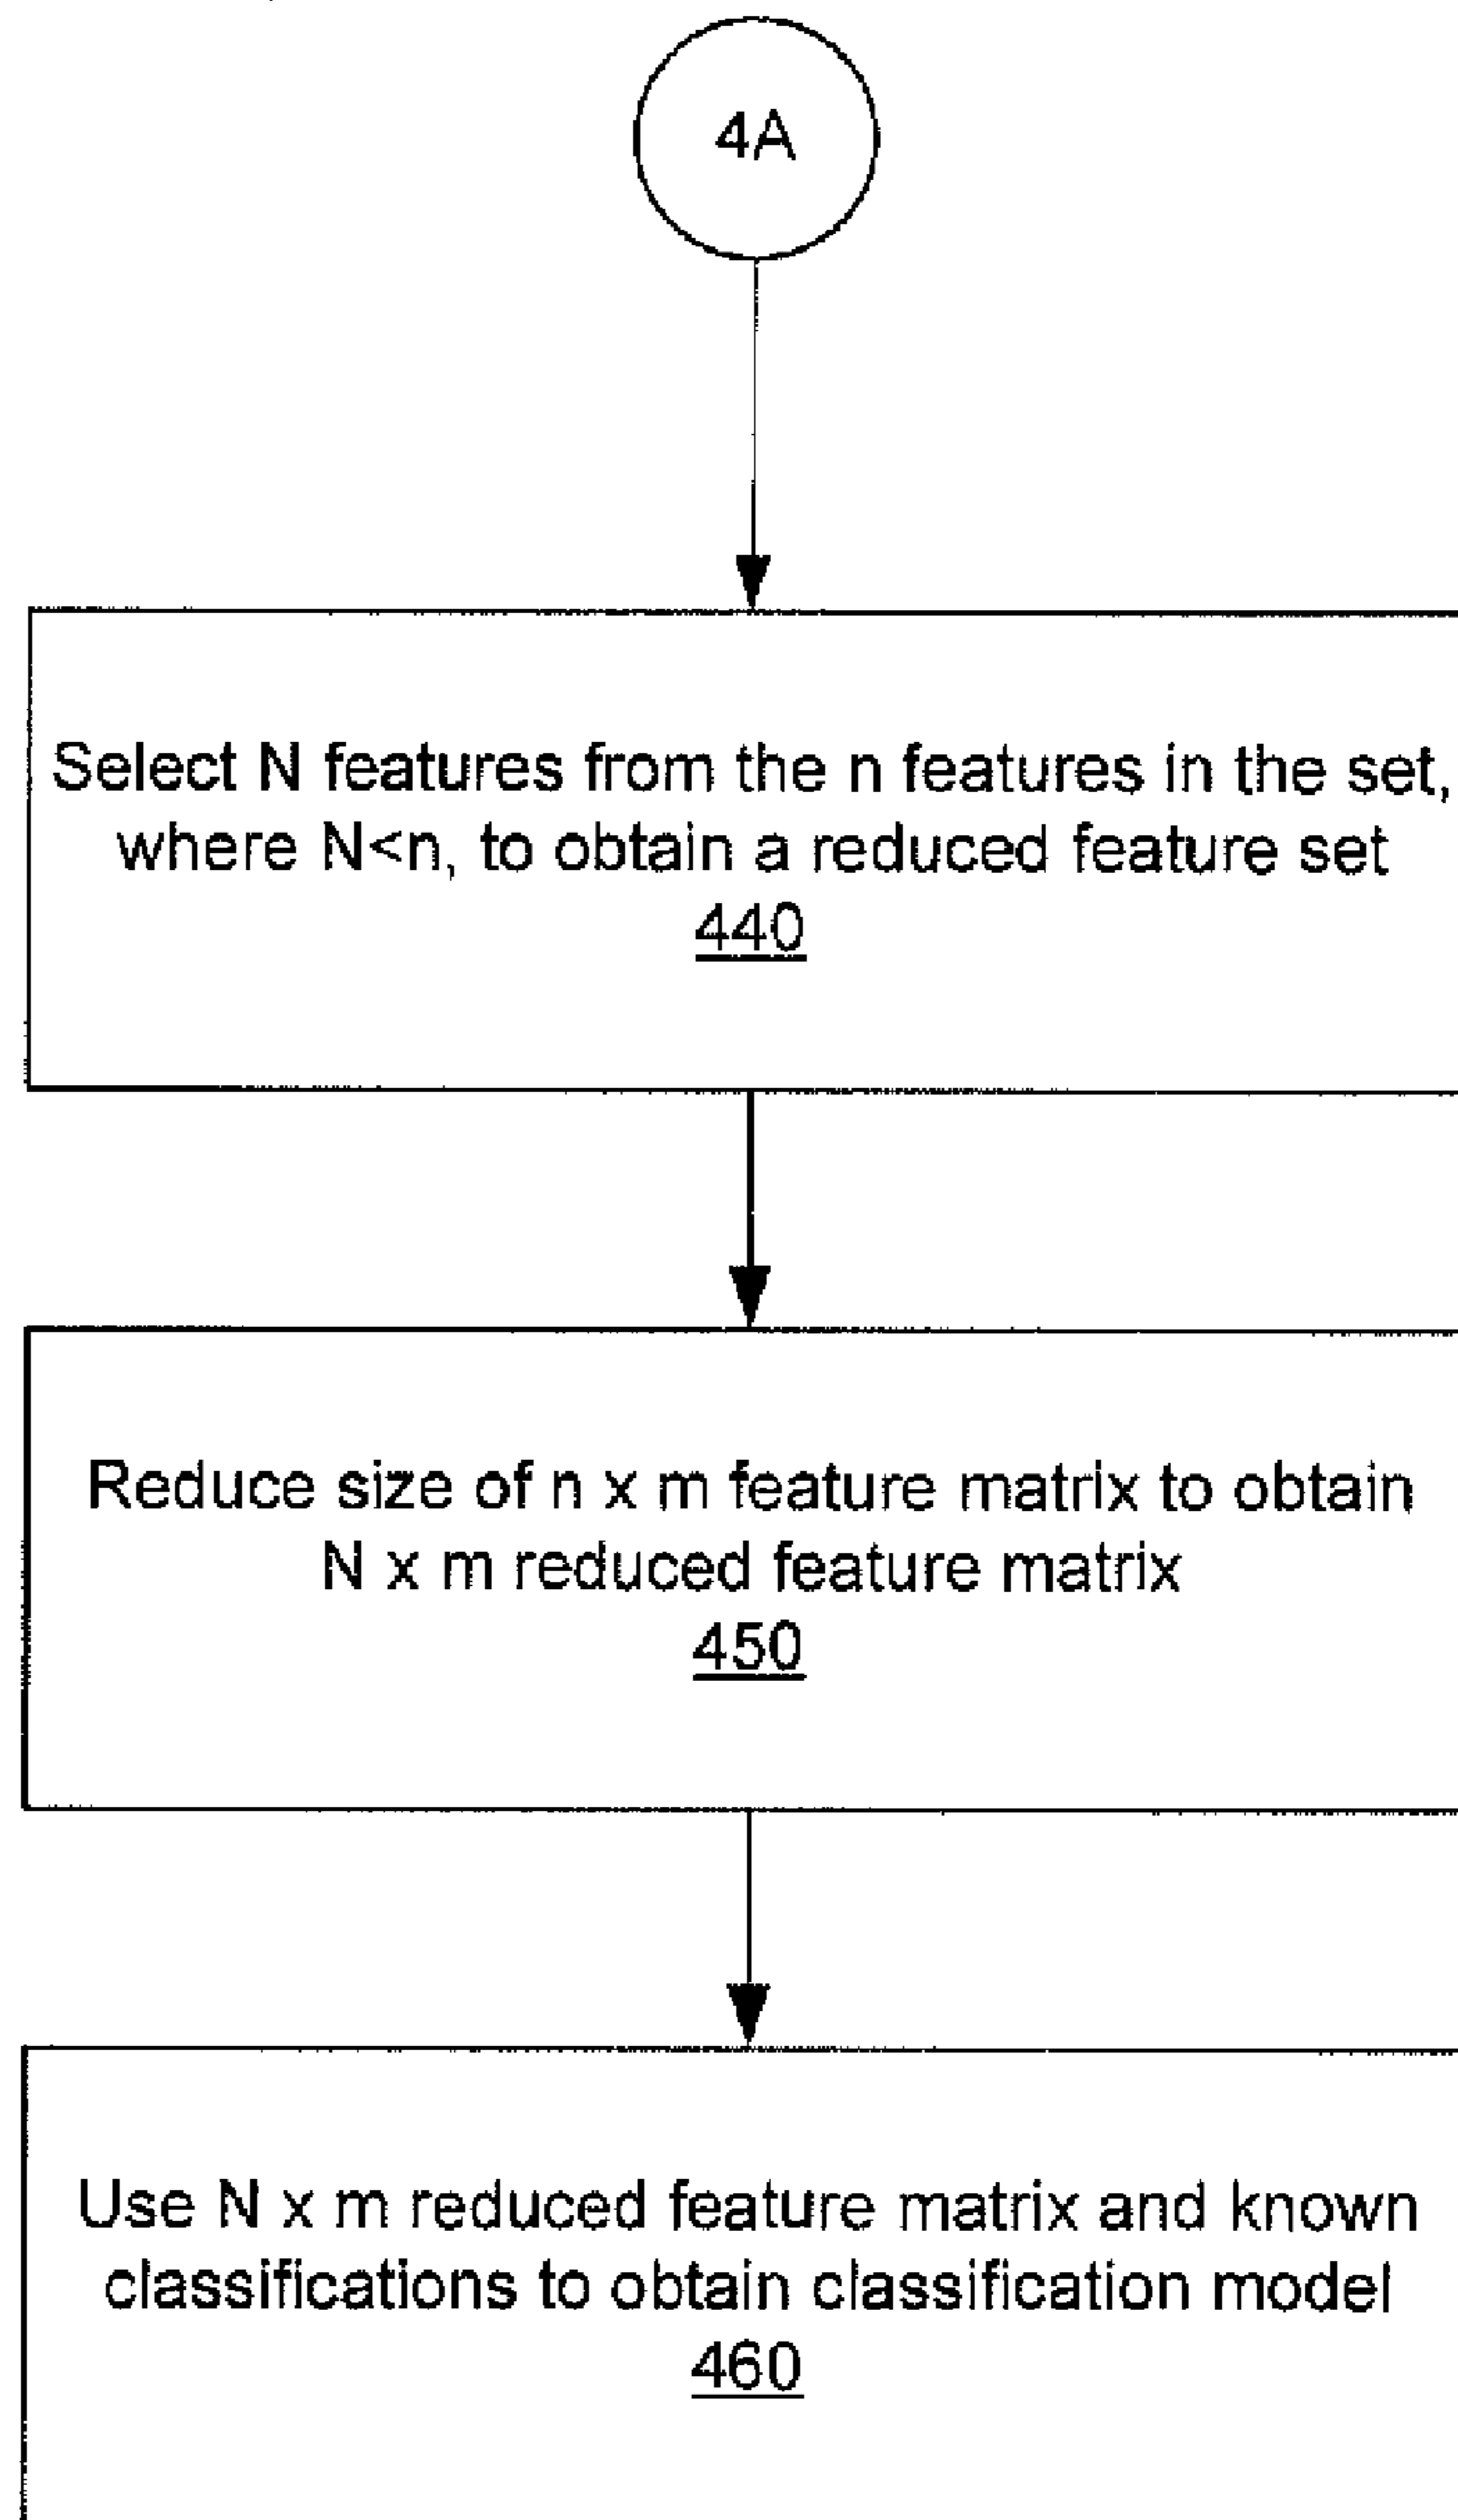 4A
Select N features from the n features in the set,
where N<n, to obtain a reduced feature set
440
Reduce size of n x m feature matrix to obtain
N x m reduced feature matrix
450
Use N x m reduced feature matrix and known
classifications to obtain classification model
460